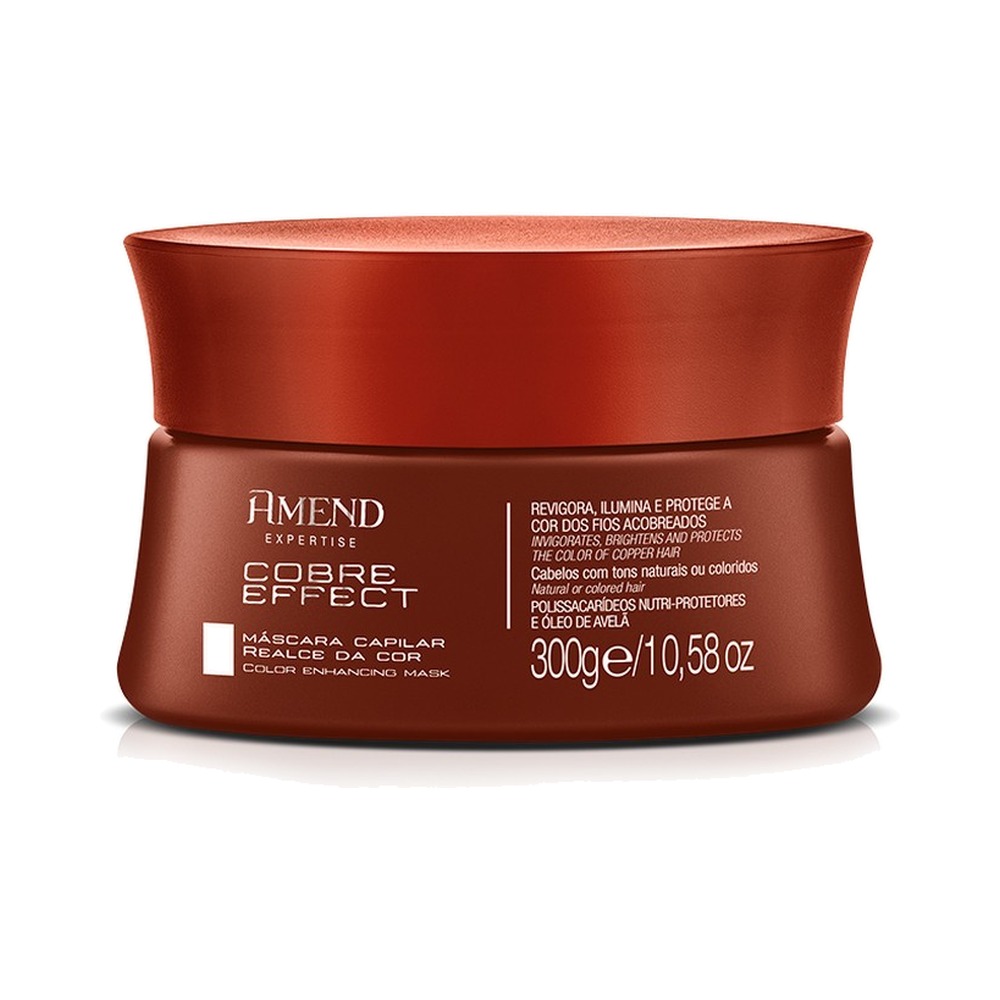 AMEND
EXPERTISE
COBRE
EFFECT
MÁSCARA CAPILAR
REALCE DA COR
COLOR ENHANCING MASK
REVIGORA, ILUMINA E PROTEGE A
COR DOS FIOS ACOBREADOS
INVIGORATES, BRIGHTENS AND PROTECTS
THE COLOR OF COPPER HAIR
Cabelos com tons naturais ou coloridos
Natural or colored hair
POLISSACARÍDEOS NUTRI-PROTETORES
E ÓLEO DE AVELÃ
300g℮/10,58 oz